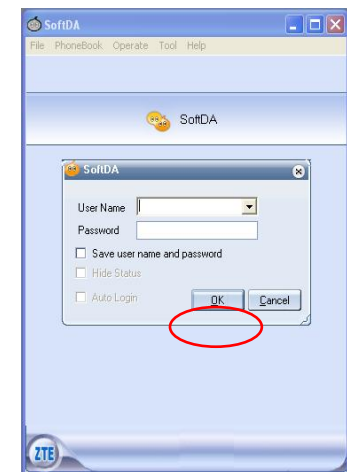 SoftDA
File PhoneBook Operate Tool Help
SoftDA
SoftDA
User Name
Password
Save user name and password
Hide Status
Auto Login
OK Cancel
ZTE